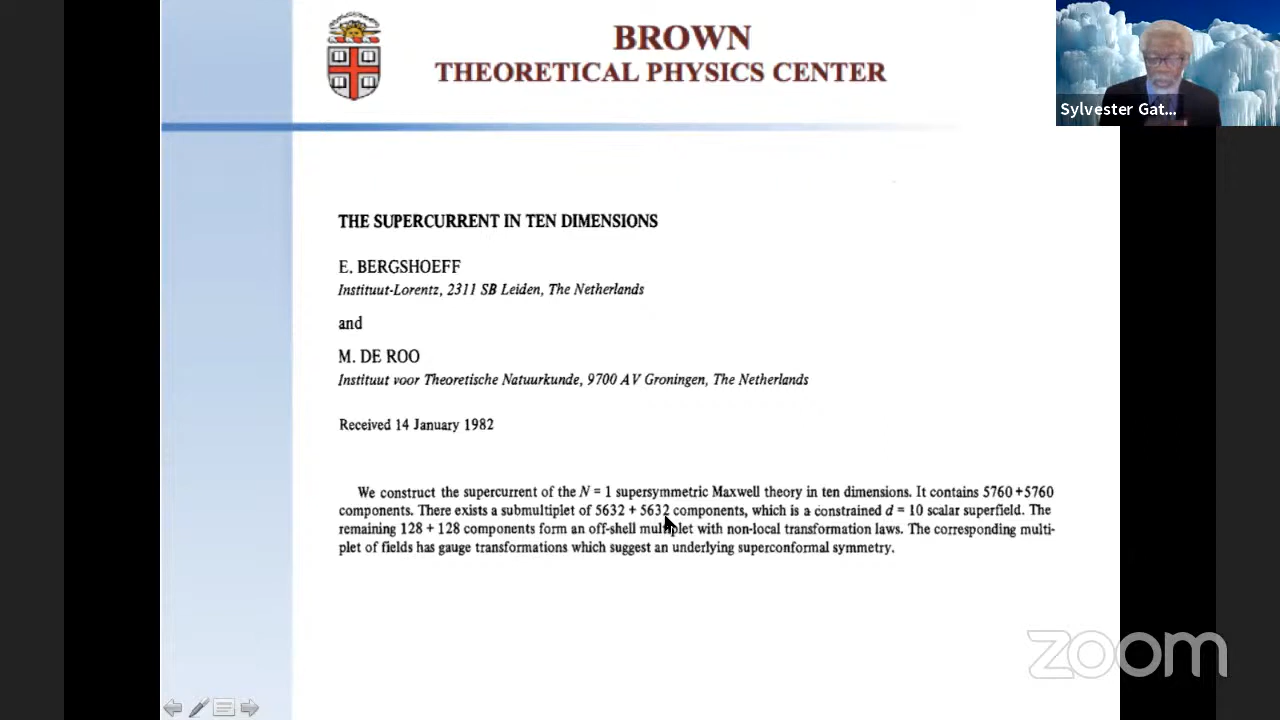 BROWN
THEORETICAL PHYSICS CENTER
Sylvester Gat...
THE SUPERCURRENT IN TEN DIMENSIONS
E. BERGSHOEFF
Instituut-Lorentz, 2311 SB Leiden, The Netherlands
and
M. DE ROO
Instituut voor Theoretische Natuurkunde, 9700 AV Groningen, The Netherlands
Received 14 January 1982
We construct the supercurrent of the N = 1 supersymmetric Maxwell theory in ten dimensions. It contains 5760 +5760
components. There exists a submultiplet of 5632 + 5632 components, which is a constrained d = 10 scalar superfield. The
remaining 128 + 128 components form an off-shell multiplet with non-local transformation laws. The corresponding multi-
plet of fields has gauge transformations which suggest an underlying superconformal symmetry.
zoom